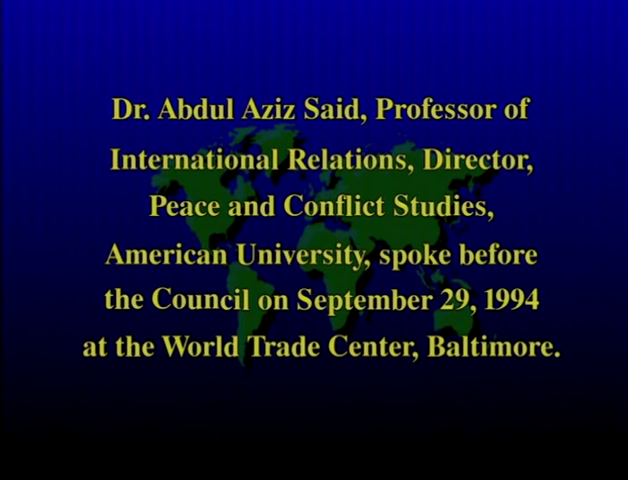 Dr. Abdul Aziz Said, Professor of
International Relations, Director,
Peace and Conflict Studies,
American University, spoke before
the Council on September 29, 1994
at the World Trade Center, Baltimore.